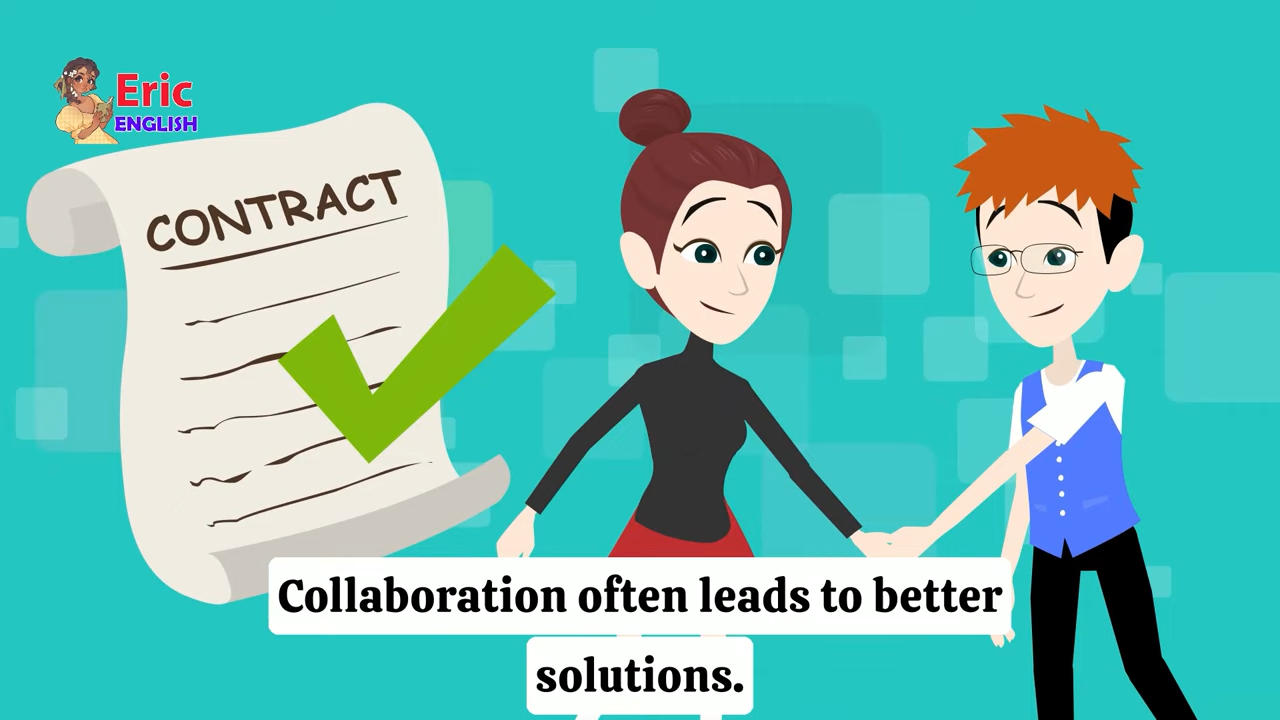 Eric
ENGLISH
CONTRACT
Collaboration often leads to better
solutions.